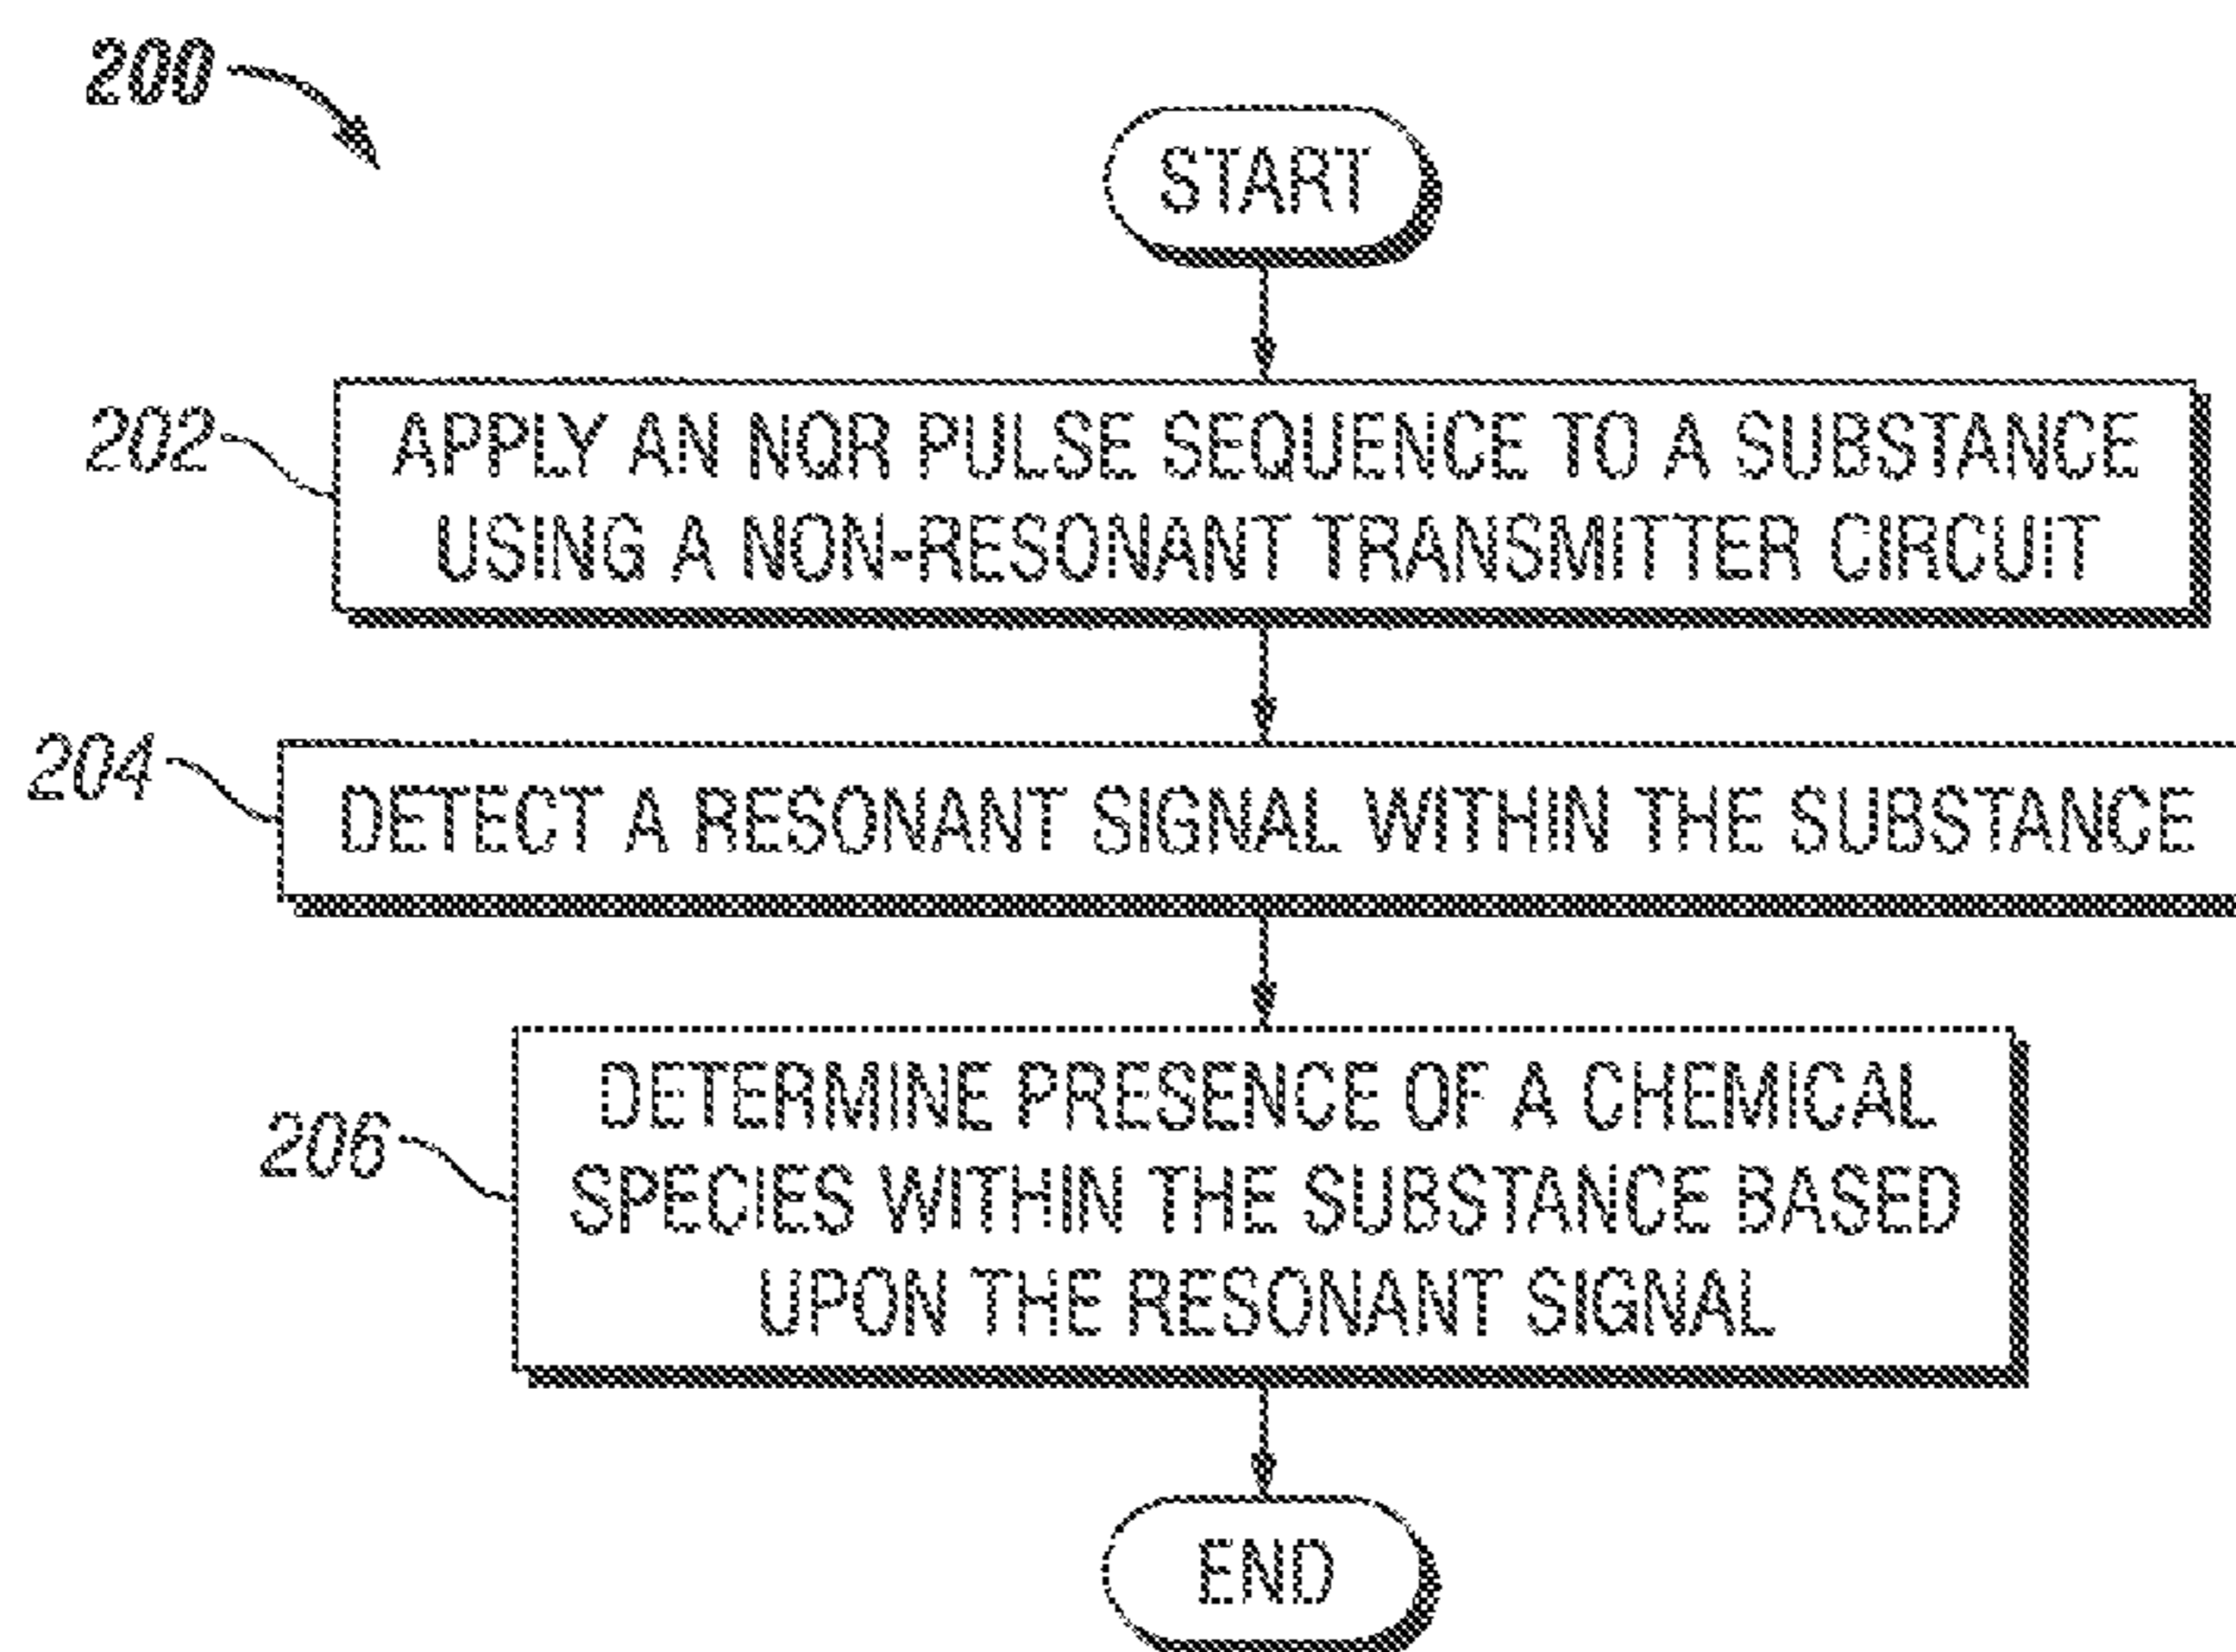 200
START
202
APPLY AN NQR PULSE SEQUENCE TO A SUBSTANCE
USING A NON-RESONANT TRANSMITTER CIRCUIT
204
DETECT A RESONANT SIGNAL WITHIN THE SUBSTANCE
206
DETERMINE PRESENCE OF A CHEMICAL
SPECIES WITHIN THE SUBSTANCE BASED
UPON THE RESONANT SIGNAL
END